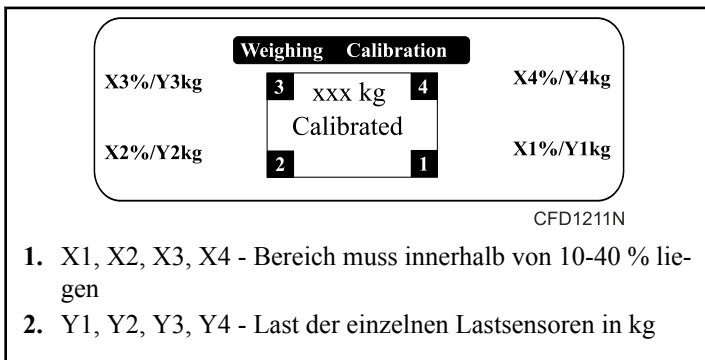 Weighing Calibration
X3%/Y3kg 3 xxx kg 4 X4%/Y4kg
Calibrated
X2%/Y2kg 2 1 X1%/Y1kg
CFD1211N
1. X1, X2, X3, X4 - Bereich muss innerhalb von 10-40 % lie-
gen
2. Y1, Y2, Y3, Y4 - Last der einzelnen Lastsensoren in kg